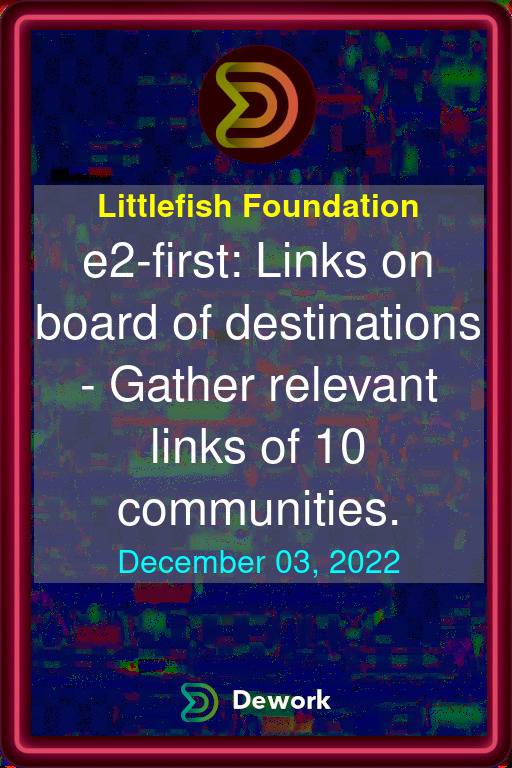 Littlefish Foundation
e2-first: Links on
board of destinations
- Gather relevant
links of 10
communities.
December 03, 2022
Dework